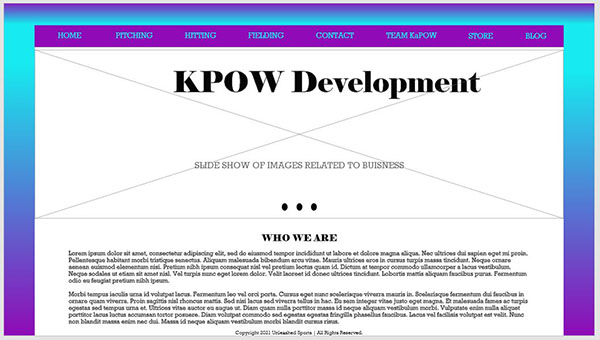 HOME PITCHING HITTING FIELDING CONTACT TEAM KaPOW STORE BLOG
KPOW Development
SLIDE SHOW OF IMAGES RELATED TO BUISNESS
WHO WE ARE
Lorem ipsum dolor sit amet, consectetur adipiscing elit, sed do eiusmod tempor incididunt ut labore et dolore magna aliqua. Nec ultrices dui sapien eget mi proin.
Pellentesque habitant morbi tristique senectus. Aliquam malesuada bibendum arcu vitae. Mauris ultrices eros in cursus turpis massa tincidunt. Neque ornare
aenean euismod elementum nisi. Pretium nibh ipsum consequat nisl vel pretium lectus quam id. Dictum at tempor commodo ullamcorper a lacus vestibulum.
Neque sodales ut etiam sit amet nisl. Vel turpis nunc eget lorem dolor. Velit laoreet id donec ultrices tincidunt. Lobortis mattis aliquam faucibus purus. Fermentum
odio eu feugiat pretium nibh ipsum.
Morbi tempus iaculis urna id volutpat lacus. Fermentum leo vel orci porta. Cursus eget nunc scelerisque viverra mauris in. Scelerisque fermentum dui faucibus in
ornare quam viverra. Proin sagittis nisl rhoncus mattis. Sed nisi lacus sed viverra tellus in hac. Eu sem integer vitae justo eget magna. Et malesuada fames ac turpis
egestas sed tempus urna et. Ultrices vitae auctor eu augue ut. Diam quam nulla porttitor massa id neque aliquam vestibulum morbi. Vulputate enim nulla aliquet
porttitor lacus luctus accumsan tortor posuere. Diam volutpat commodo sed egestas egestas fringilla phasellus faucibus. Lacus vel facilisis volutpat est velit. Nunc
non blandit massa enim nec dui. Massa id neque aliquam vestibulum morbi blandit cursus risus.
Copyright 2021 Unleashed Sports | All Rights Reserved.